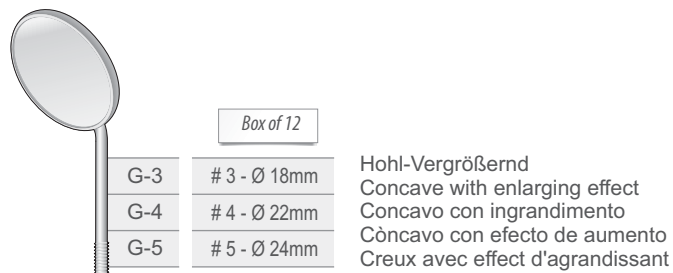 Box of 12
G-3 # 3 - Ø 18mm
G-4 # 4 - Ø 22mm
G-5 # 5 - Ø 24mm
Hohl-Vergrößernd
Concave with enlarging effect
Concavo con ingrandimento
Còncavo con efecto de aumento
Creux avec effect d'agrandissant